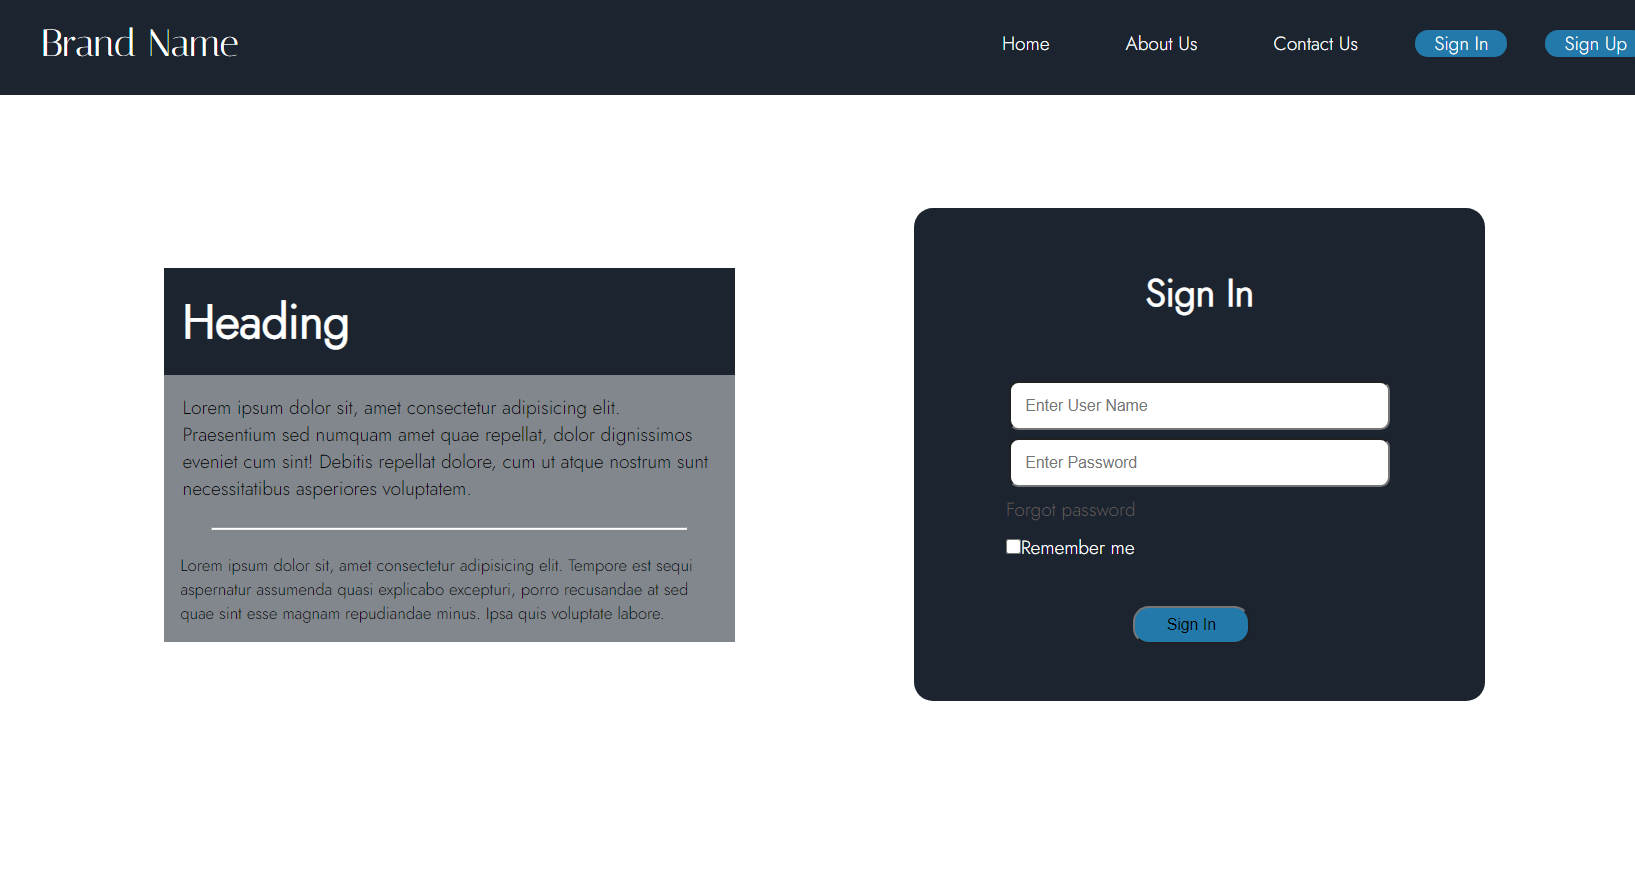 Brand Name
Home
About Us
Contact Us
Sign In
Sign Up
Heading
Lorem ipsum dolor sit, amet consectetur adipisicing elit.
Praesentium sed numquam amet quae repellat, dolor dignissimos
eveniet cum sint! Debitis repellat dolore, cum ut atque nostrum sunt
necessitatibus asperiores voluptatem.
Lorem ipsum dolor sit, amet consectetur adipisicing elit. Tempore est sequi
aspernatur assumenda quasi explicabo excepturi, porro recusandae at sed
quae sint esse magnam repudiandae minus. Ipsa quis voluptate labore.
Sign In
Enter User Name
Enter Password
Forgot password
Remember me
Sign In